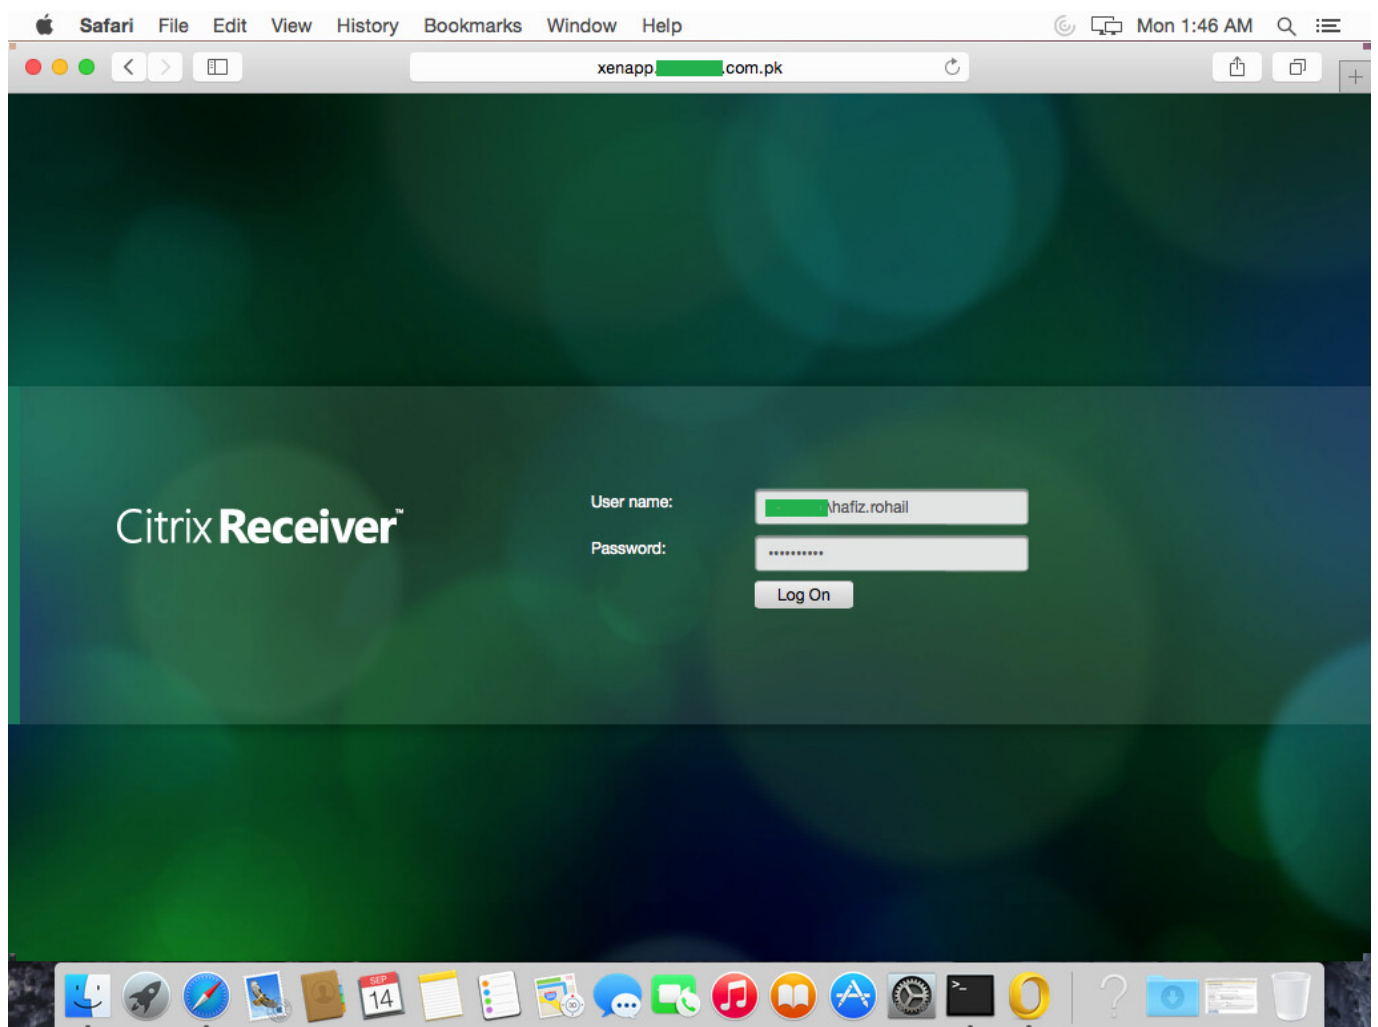 Safari File Edit View History Bookmarks Window Help Mon 1:46 AM
xenapp. .com.pk
User name: \hafiz.rohail
Citrix Receiver™
Password: ••••••••••
Log On
SEP
14